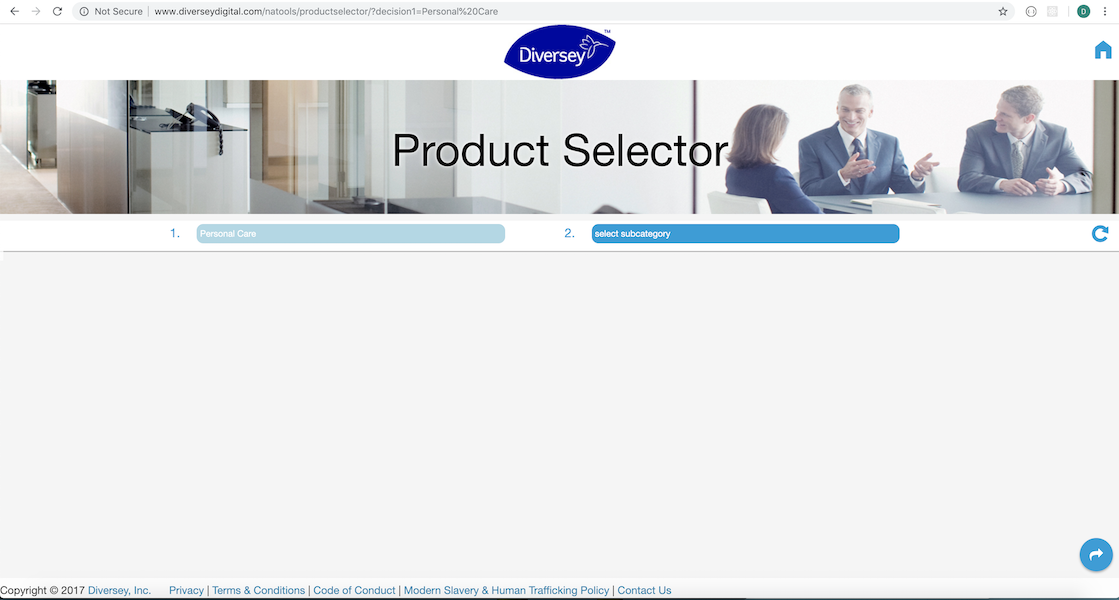 Not Secure | www.diverseydigital.com/natools/productselector/?decision1=Personal%20Care
D
Diversey™
Product Selector
1. Personal Care 2. select subcategory
Copyright © 2017 Diversey, Inc. Privacy | Terms & Conditions | Code of Conduct | Modern Slavery & Human Trafficking Policy | Contact Us